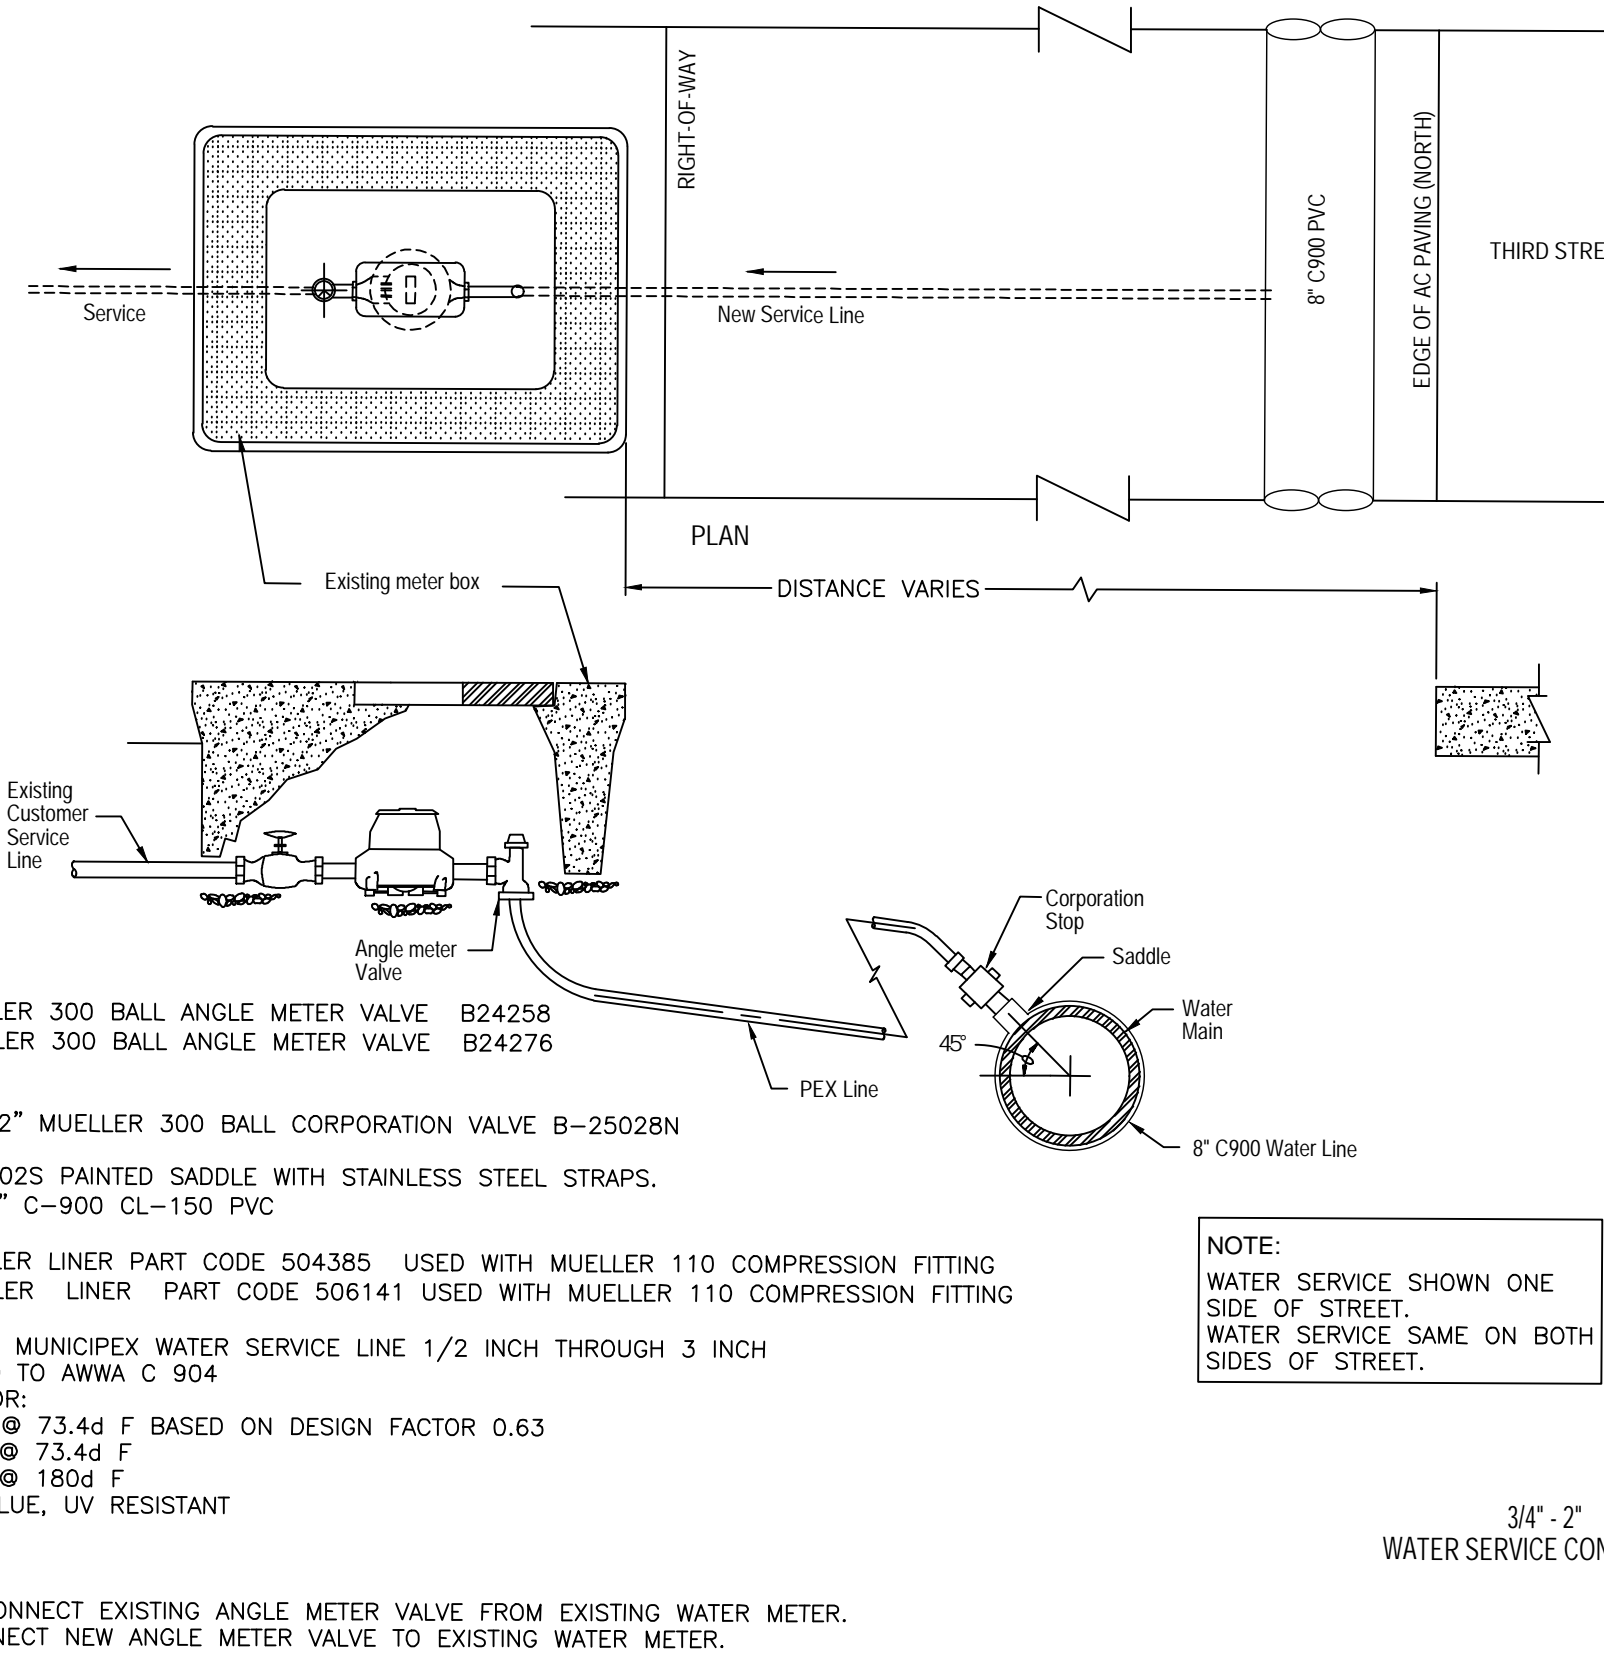 RIGHT-OF-WAY
8" C900 PVC
EDGE OF AC PAVING (NORTH)
THIRD STRE
Service
New Service Line
PLAN
Existing meter box
DISTANCE VARIES
Existing
Customer
Service
Line
Angle meter
Valve
Corporation
Stop
Saddle
Water
Main
45°
PEX Line
8" C900 Water Line
LER 300 BALL ANGLE METER VALVE B24258
LER 300 BALL ANGLE METER VALVE B24276
2" MUELLER 300 BALL CORPORATION VALVE B-25028N
02S PAINTED SADDLE WITH STAINLESS STEEL STRAPS.
" C-900 CL-150 PVC
LER LINER PART CODE 504385 USED WITH MUELLER 110 COMPRESSION FITTING
LER LINER PART CODE 506141 USED WITH MUELLER 110 COMPRESSION FITTING
MUNICIPEX WATER SERVICE LINE 1/2 INCH THROUGH 3 INCH
TO AWWA C 904
OR:
@ 73.4d F BASED ON DESIGN FACTOR 0.63
@ 73.4d F
@ 180d F
LUE, UV RESISTANT
NOTE:
WATER SERVICE SHOWN ONE
SIDE OF STREET.
WATER SERVICE SAME ON BOTH
SIDES OF STREET.
3/4" - 2"
WATER SERVICE CON
ONNECT EXISTING ANGLE METER VALVE FROM EXISTING WATER METER.
NECT NEW ANGLE METER VALVE TO EXISTING WATER METER.